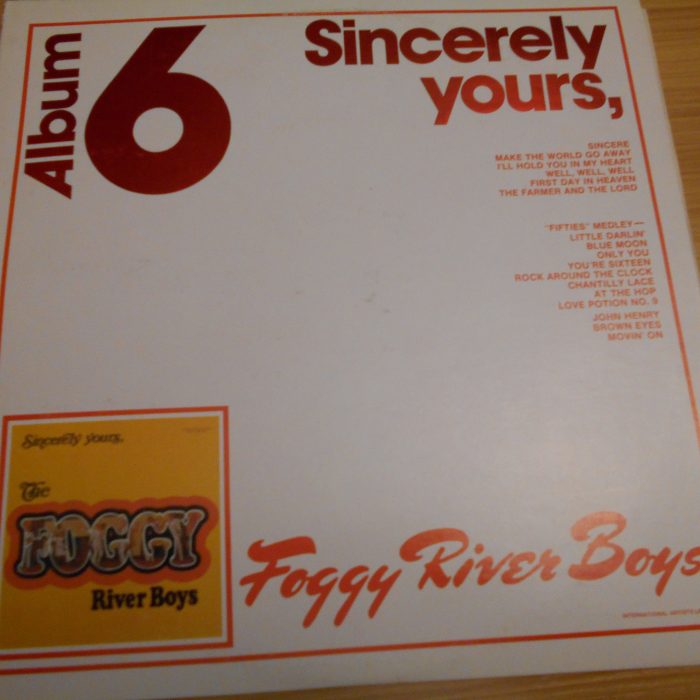 Album 6
Sincerely
yours,
SINCERE
MAKE THE WORLD GO AWAY
I'LL HOLD YOU IN MY HEART
WELL, WELL, WELL
FIRST DAY IN HEAVEN
THE FARMER AND THE LORD
"FIFTIES" MEDLEY—
LITTLE DARLIN'
BLUE MOON
ONLY YOU
YOU'RE SIXTEEN
ROCK AROUND THE CLOCK
CHANTILLY LACE
AT THE HOP
LOVE POTION NO. 9
JOHN HENRY
BROWN EYES
MOVIN' ON
Sincerely yours,
The
FOGGY
River Boys
Foggy River Boys
INTERNATIONAL ARTISTS